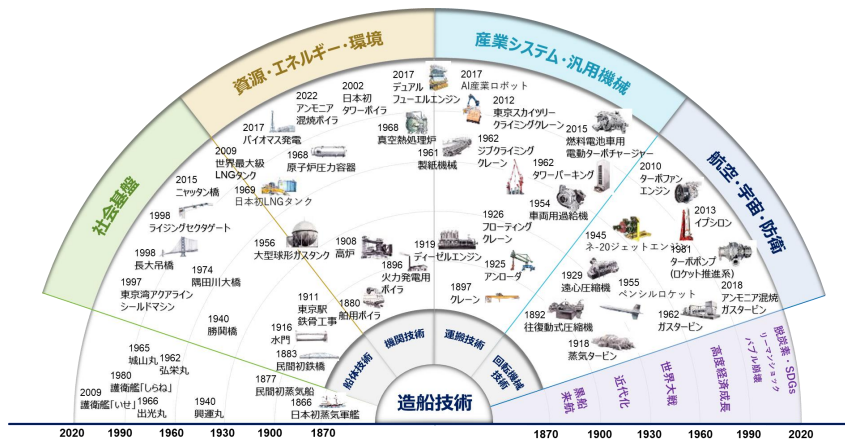 資源・エネルギー・環境
産業システム・汎用機械
社会基盤
航空・宇宙・防衛
2022
アンモニア
混焼ボイラ
2002
日本初
タワーボイラ
2017
デュアル
フューエルエンジン
2017
AI産業ロボット
2012
東京スカイツリー
クライミングクレーン
2017
バイオマス発電
1968
真空熱処理炉
1962
ジブクライミング
クレーン
2015
燃料電池車用
電動ターボチャージャー
2009
世界最大級
LNGタンク
1968
原子炉圧力容器
1961
製紙機械
1962
タワーパーキング
2010
ターボファン
エンジン
2015
ニャッタン橋
1969
日本初LNGタンク
1954
車両用過給機
2013
イプシロン
1998
ライジングセクタゲート
1926
フローティング
クレーン
1945
ネ-20ジェットエンジン
1981
ターボポンプ
(ロケット推進系)
1998
長大吊橋
1956
大型球形ガスタンク
1908
高炉
1919
ディーゼルエンジン
1925
アンローダ
1929
遠心圧縮機
1974
隅田川大橋
1896
火力発電用
ボイラ
1955
ペンシルロケット
2018
アンモニア混焼
ガスタービン
1997
東京湾アクアライン
シールドマシン
1911
東京駅
鉄骨工事
1880
舶用ボイラ
1897
クレーン
1892
往復動式圧縮機
1962
ガスタービン
1940
勝鬨橋
1916
水門
1918
蒸気タービン
1883
民間初鉄橋
1965
城山丸
1962
弘栄丸
1980
護衛艦「しらね」
1877
民間初蒸気船
2009
護衛艦「いせ」
1966
出光丸
1940
興運丸
1866
日本初蒸気軍艦
船体技術
機関技術
運搬技術
回転機械
技術
造船技術
黒船
来航
近代化
世界大戦
高度経済成長
バブル崩壊
リーマンショック
脱炭素・SDGs
2020
1990
1960
1930
1900
1870
1870
1900
1930
1960
1990
2020